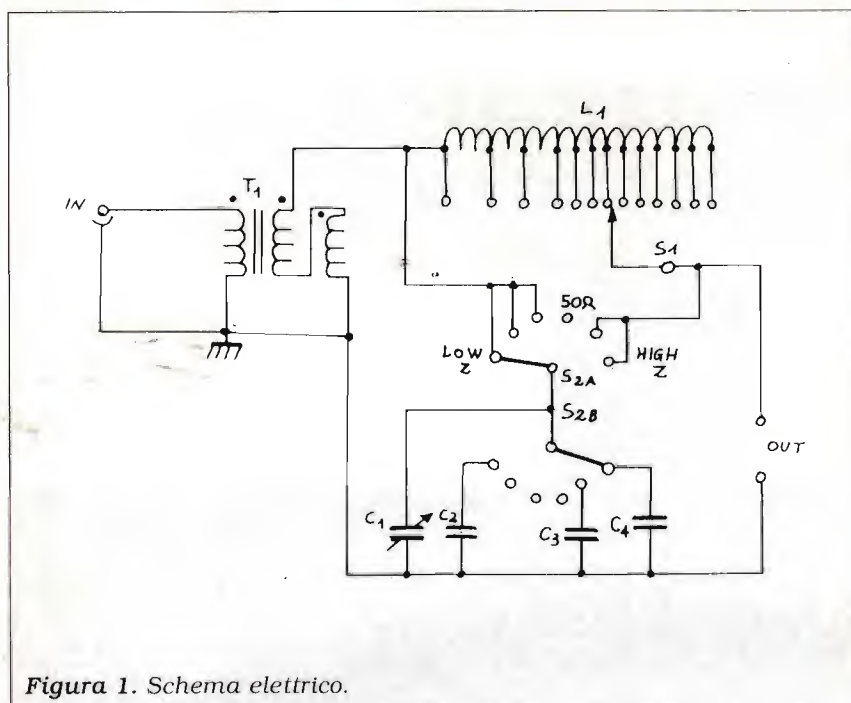 L1
T1
IN
S1
50Ω
LOW
Z
HIGH
Z
S2A
S2B
OUT
C1
C2
C3
C4
Figura 1. Schema elettrico.